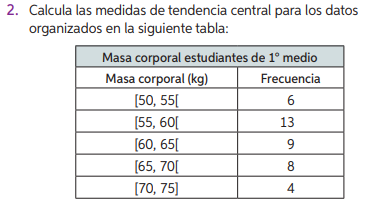 2. Calcula las medidas de tendencia central para los datos
organizados en la siguiente tabla:
Masa corporal estudiantes de 1° medio
Masa corporal (kg) Frecuencia
[50, 55[ 6
[55, 60[ 13
[60, 65[ 9
[65, 70[ 8
[70, 75] 4